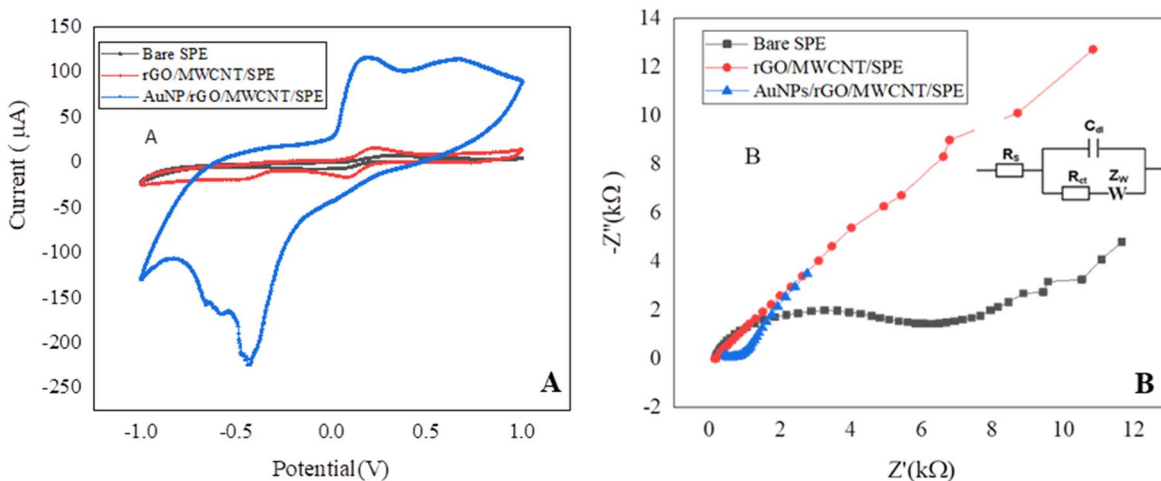 150
100
50
0
-50
-100
-150
-200
-250
Current ( μA)
Bare SPE
rGO/MWCNT/SPE
AuNP/rGO/MWCNT/SPE
A
A
-1.0 -0.5 0.0 0.5 1.0
Potential (V)
14
12
10
8
6
4
2
0
-2
-Z"(kΩ)
Bare SPE
rGO/MWCNT/SPE
AuNPs/rGO/MWCNT/SPE
B
Cdl
Rs
Rct
Zw
W
B
0 2 4 6 8 10 12
Z'(kΩ)